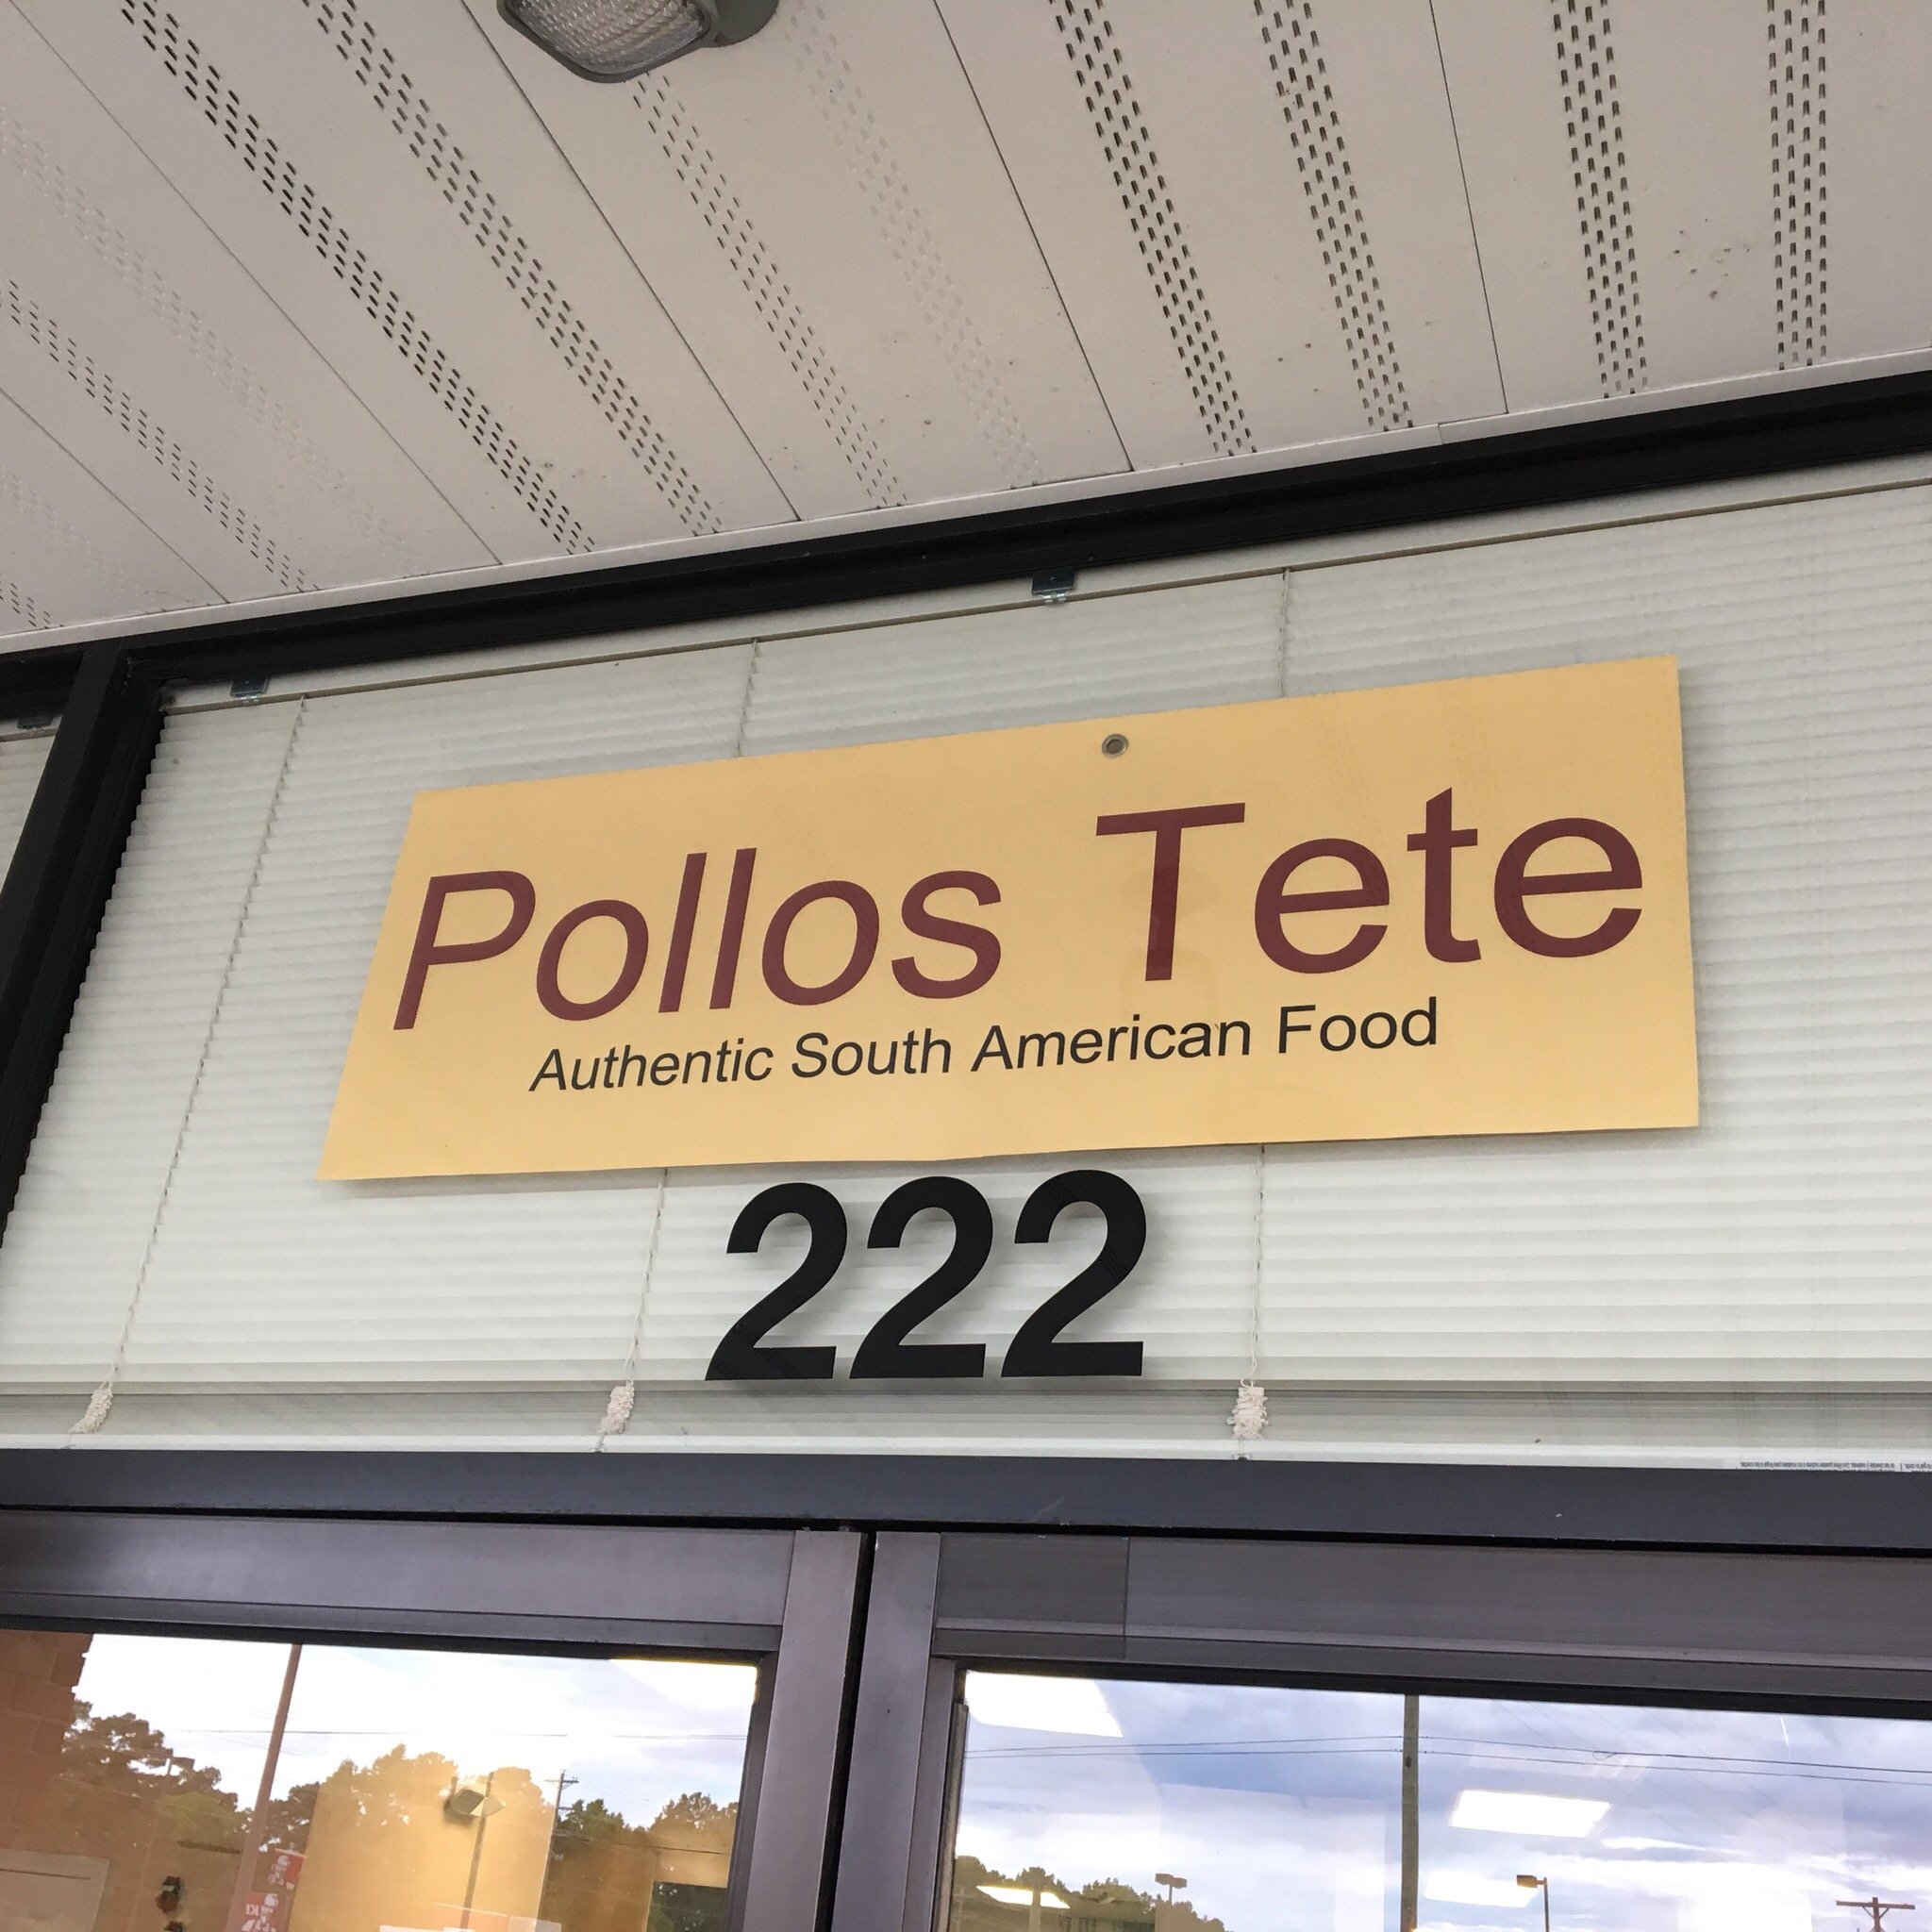 Pollos Tete
Authentic South American Food
222